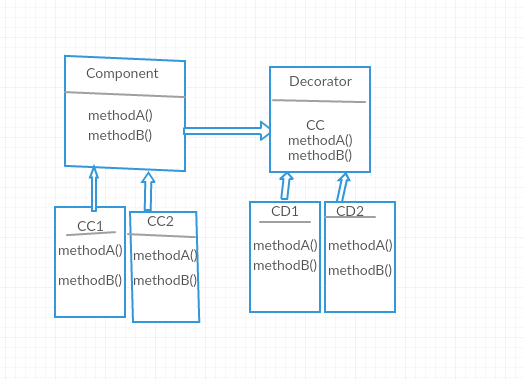 Component
methodA()
methodB()
Decorator
CC
methodA()
methodB()
CC1
methodA()
methodB()
CC2
methodA()
methodB()
CD1
methodA()
methodB()
CD2
methodA()
methodB()